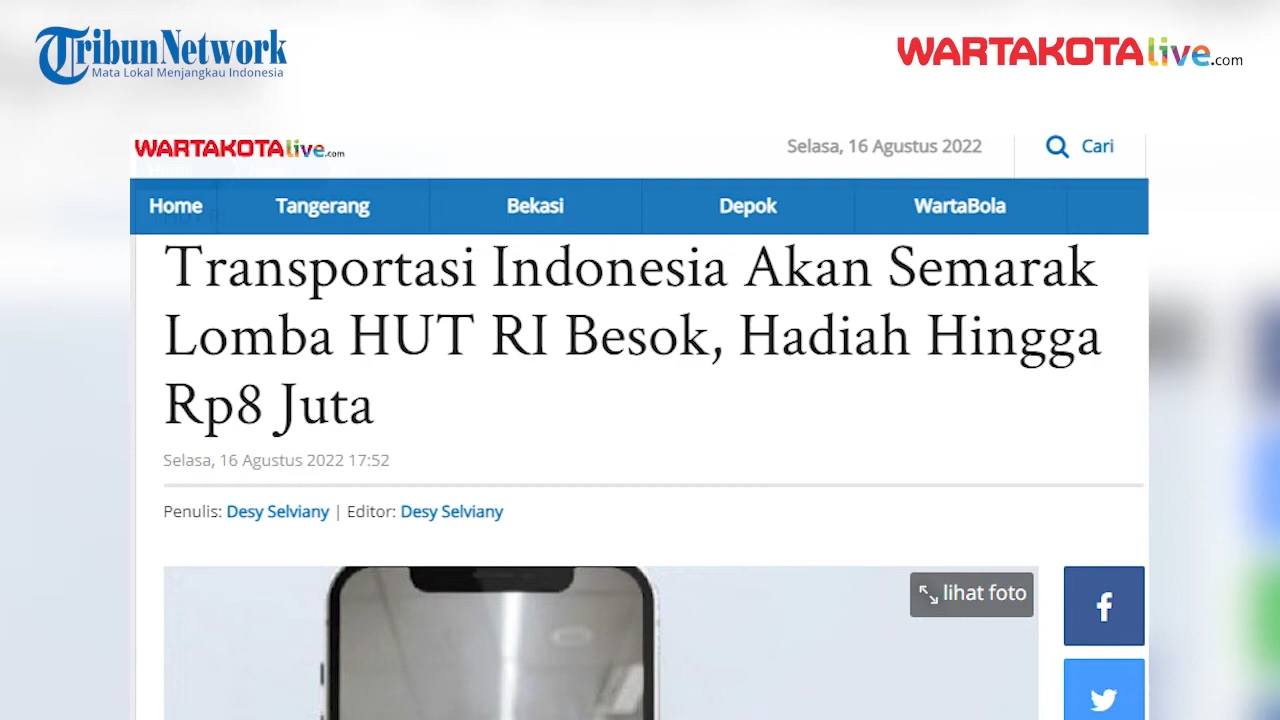 Tribun Network
Mata Lokal Menjangkau Indonesia
WARTAKOTAlive.com
WARTAKOTAlive.com
Selasa, 16 Agustus 2022
Cari
Home Tangerang Bekasi Depok WartaBola
Transportasi Indonesia Akan Semarak
Lomba HUT RI Besok, Hadiah Hingga
Rp8 Juta
Selasa, 16 Agustus 2022 17:52
Penulis: Desy Selviany | Editor: Desy Selviany
lihat foto